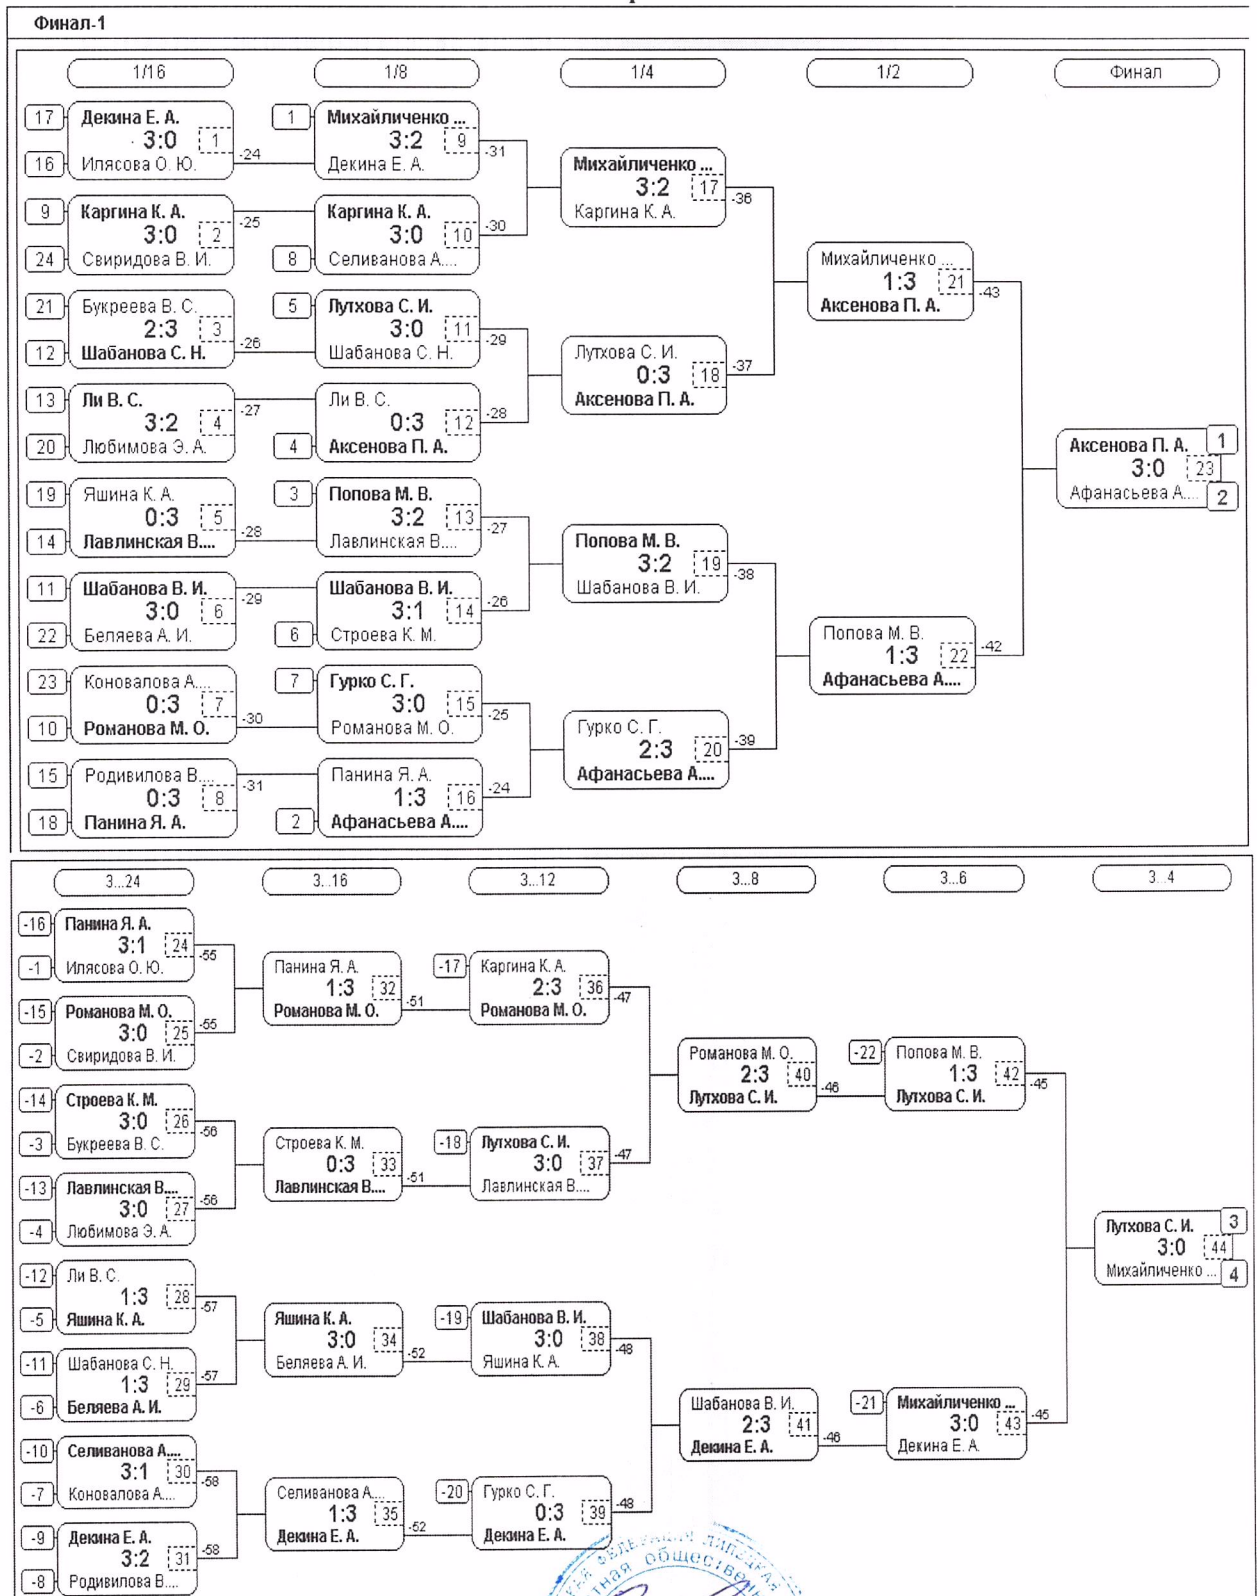 Финал-1
1/16
1/8
1/4
1/2
Финал
17 Декина Е. А.
3:0 1
16 Илясова О. Ю.
-24
9 Каргина К. А.
3:0 2
24 Свиридова В. И.
-25
21 Букреева В. С.
2:3 3
12 Шабанова С. Н.
-26
13 Ли В. С.
3:2 4
20 Любимова Э. А.
-27
19 Яшина К. А.
0:3 5
14 Лавлинская В....
-28
11 Шабанова В. И.
3:0 6
22 Беляева А. И.
-29
23 Коновалова А....
0:3 7
10 Романова М. О.
-30
15 Родивилова В....
0:3 8
18 Панина Я. А.
-31
1 Михайличенко ...
3:2 9
Декина Е. А.
-31
Каргина К. А.
3:0 10
8 Селиванова А....
-30
5 Лутхова С. И.
3:0 11
Шабанова С. Н.
-29
Ли В. С.
0:3 12
4 Аксенова П. А.
-28
3 Попова М. В.
3:2 13
Лавлинская В....
-27
Шабанова В. И.
3:1 14
6 Строева К. М.
-26
7 Гурко С. Г.
3:0 15
Романова М. О.
-25
Панина Я. А.
1:3 16
2 Афанасьева А....
-24
Михайличенко ...
3:2 17
Каргина К. А.
-36
Лутхова С. И.
0:3 18
Аксенова П. А.
-37
Попова М. В.
3:2 19
Шабанова В. И.
-38
Гурко С. Г.
2:3 20
Афанасьева А....
-39
Михайличенко ...
1:3 21
Аксенова П. А.
-43
Попова М. В.
1:3 22
Афанасьева А....
-42
Аксенова П. А. 1
3:0 23
Афанасьева А.... 2
3...24
3...16
3...12
3...8
3...6
3...4
-16 Панина Я. А.
3:1 24
-1 Илясова О. Ю.
-55
-15 Романова М. О.
3:0 25
-2 Свиридова В. И.
-55
-14 Строева К. М.
3:0 26
-3 Букреева В. С.
-56
-13 Лавлинская В....
3:0 27
-4 Любимова Э. А.
-56
-12 Ли В. С.
1:3 28
-5 Яшина К. А.
-57
-11 Шабанова С. Н.
1:3 29
-6 Беляева А. И.
-57
-10 Селиванова А....
3:1 30
-7 Коновалова А....
-58
-9 Декина Е. А.
3:2 31
-8 Родивилова В....
-58
Панина Я. А.
1:3 32
Романова М. О.
-51
Строева К. М.
0:3 33
Лавлинская В....
-51
Яшина К. А.
3:0 34
Беляева А. И.
-52
Селиванова А....
1:3 35
Декина Е. А.
-52
-17 Каргина К. А.
2:3 36
Романова М. О.
-47
-18 Лутхова С. И.
3:0 37
Лавлинская В....
-47
-19 Шабанова В. И.
3:0 38
Яшина К. А.
-48
-20 Гурко С. Г.
0:3 39
Декина Е. А.
-48
Романова М. О.
2:3 40
Лутхова С. И.
-46
Шабанова В. И.
2:3 41
Декина Е. А.
-46
-22 Попова М. В.
1:3 42
Лутхова С. И.
-45
-21 Михайличенко ...
3:0 43
Декина Е. А.
-45
Лутхова С. И. 3
3:0 44
Михайличенко ... 4